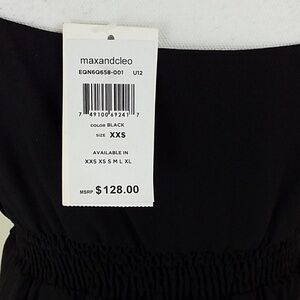 maxandcleo
EQN6Q658-001 U12
7 49100 69241 7
COLOR BLACK
SIZE XXS
AVAILABLE IN
XXS XS S M L XL
MSRP $128.00